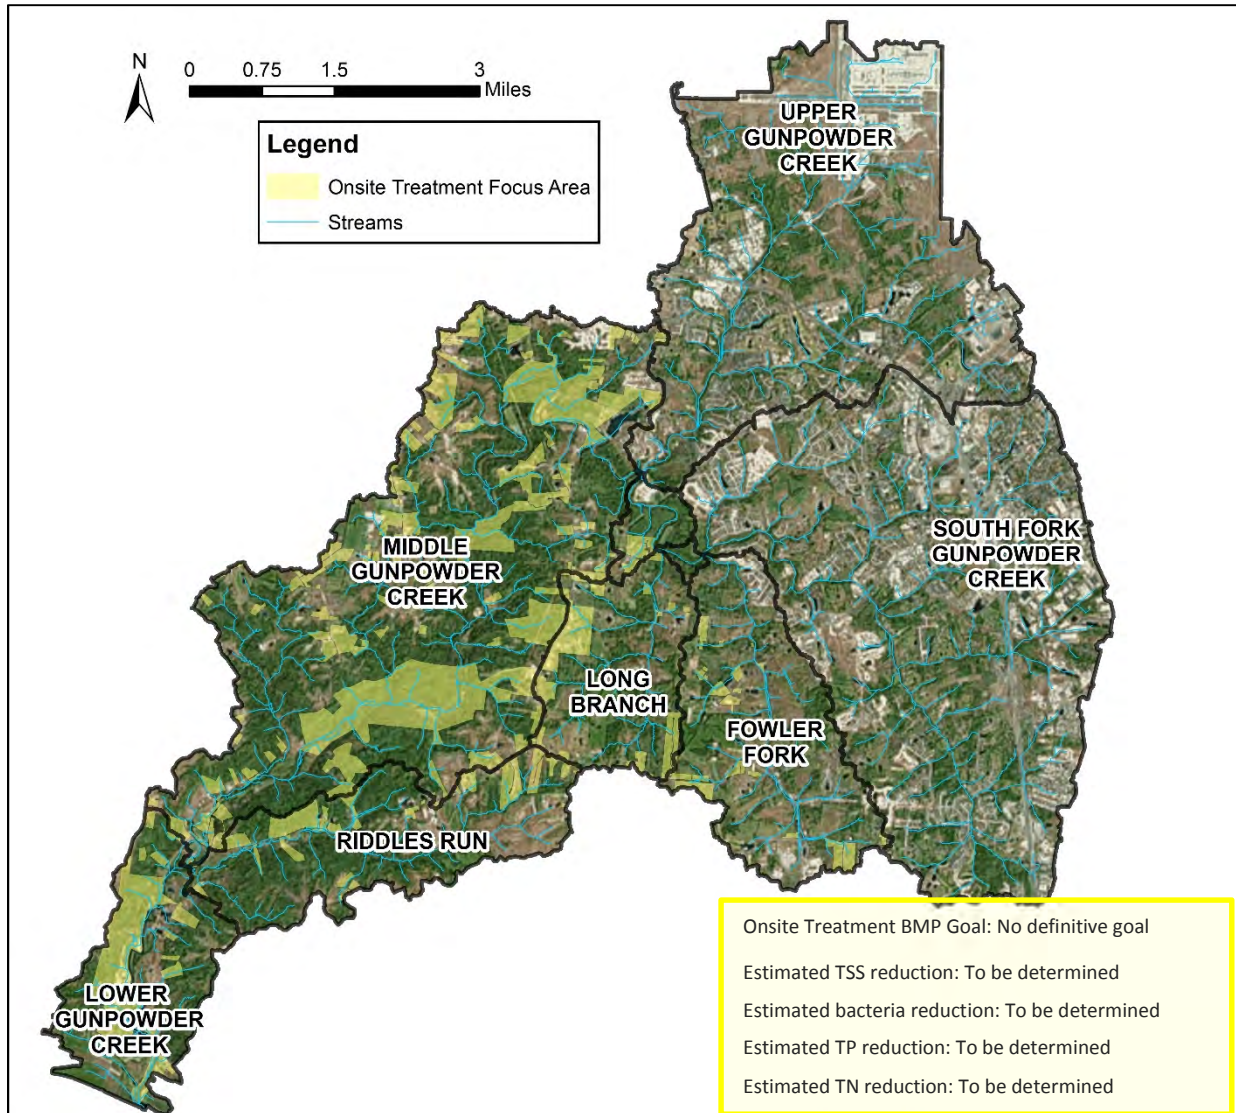 N
0 0.75 1.5 3
Miles
Legend
Onsite Treatment Focus Area
Streams
UPPER
GUNPOWDER
CREEK
MIDDLE
GUNPOWDER
CREEK
SOUTH FORK
GUNPOWDER
CREEK
LONG
BRANCH
FOWLER
FORK
RIDDLES RUN
LOWER
GUNPOWDER
CREEK
Onsite Treatment BMP Goal: No definitive goal
Estimated TSS reduction: To be determined
Estimated bacteria reduction: To be determined
Estimated TP reduction: To be determined
Estimated TN reduction: To be determined